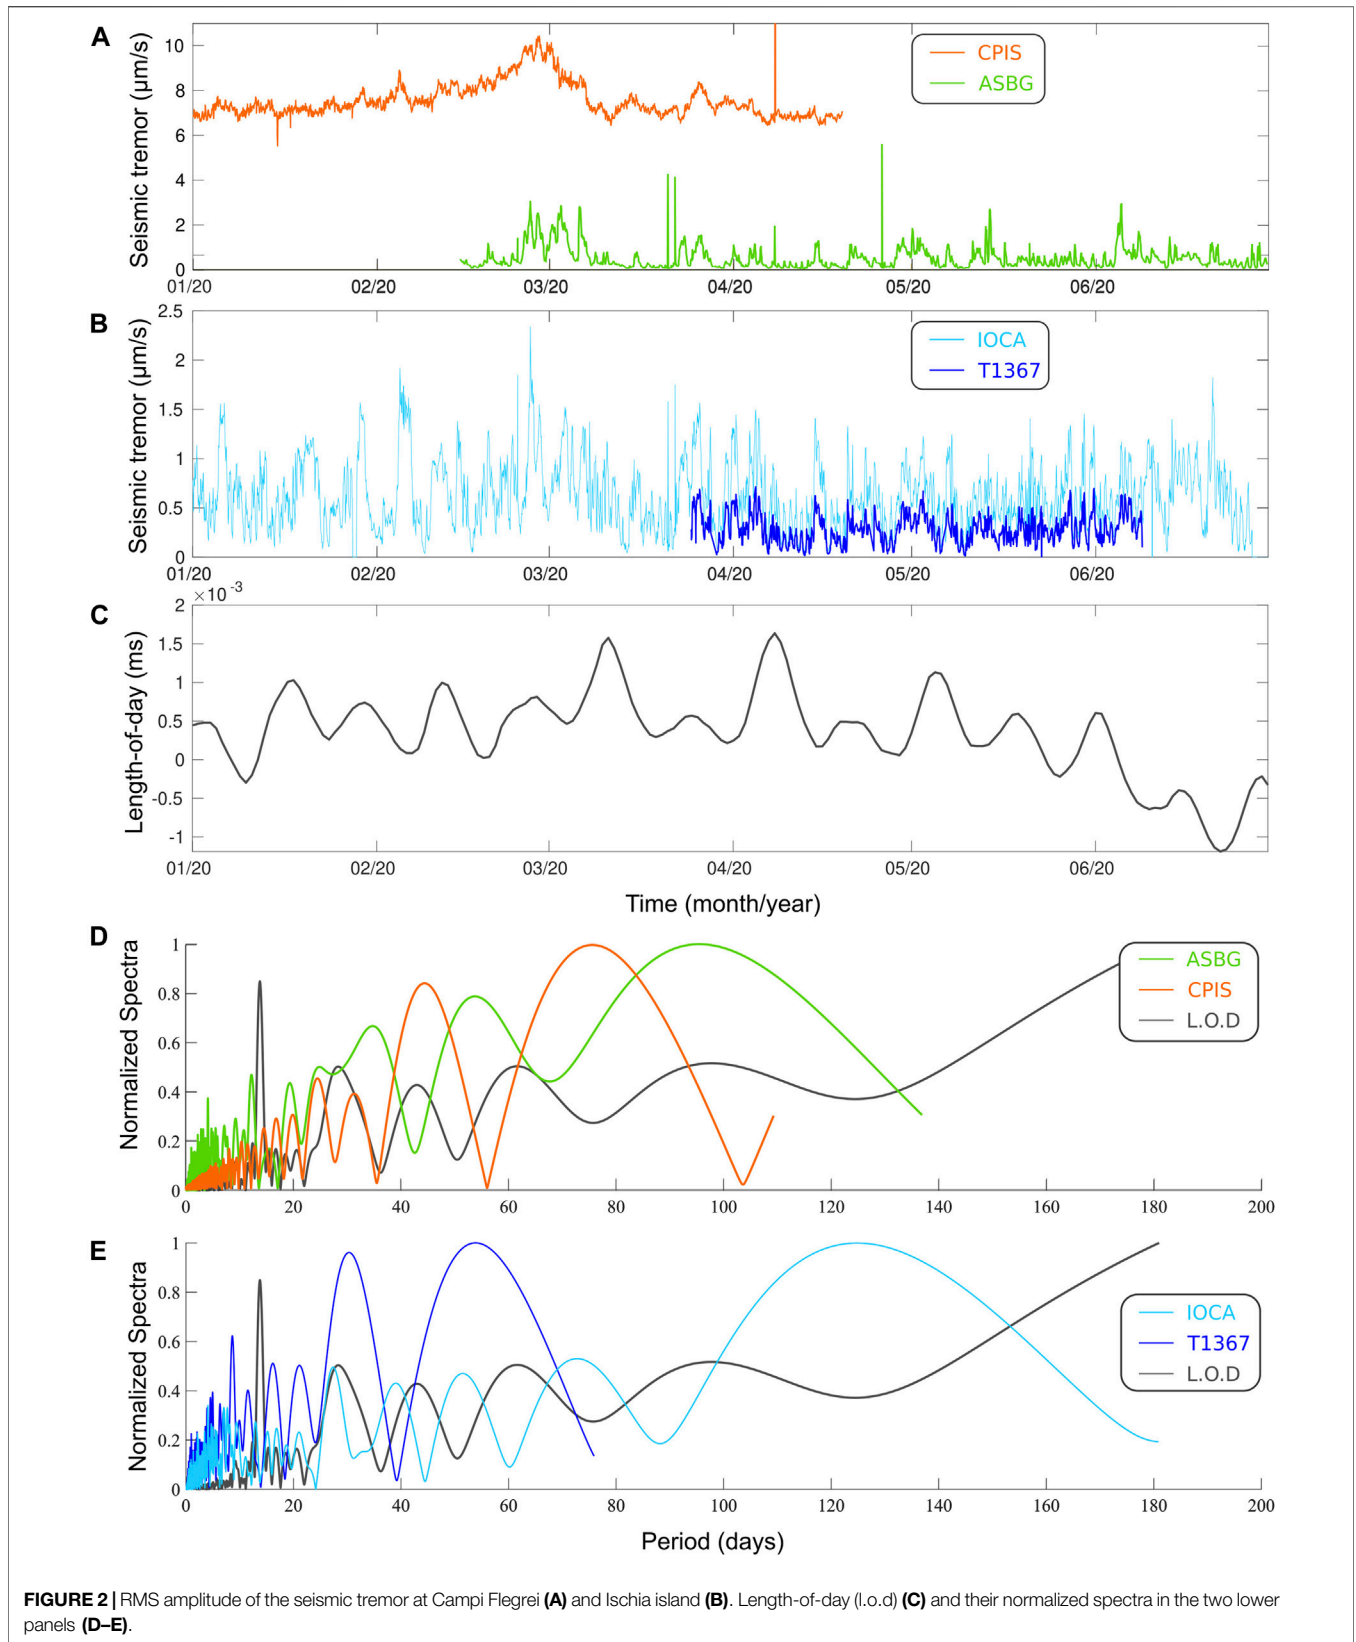 A
Seismic tremor (μm/s)
10
8
6
4
2
0
CPIS
ASBG
01/20 02/20 03/20 04/20 05/20 06/20
B
Seismic tremor (μm/s)
2.5
2
1.5
1
0.5
0
IOCA
T1367
01/20 02/20 03/20 04/20 05/20 06/20
C
×10⁻³
Length-of-day (ms)
2
1.5
1
0.5
0
-0.5
-1
01/20 02/20 03/20 04/20 05/20 06/20
Time (month/year)
D
Normalized Spectra
1
0.8
0.6
0.4
0.2
0
ASBG
CPIS
L.O.D
0 20 40 60 80 100 120 140 160 180 200
E
Normalized Spectra
1
0.8
0.6
0.4
0.2
0
IOCA
T1367
L.O.D
0 20 40 60 80 100 120 140 160 180 200
Period (days)
FIGURE 2 | RMS amplitude of the seismic tremor at Campi Flegrei (A) and Ischia island (B). Length-of-day (l.o.d) (C) and their normalized spectra in the two lower
panels (D–E).